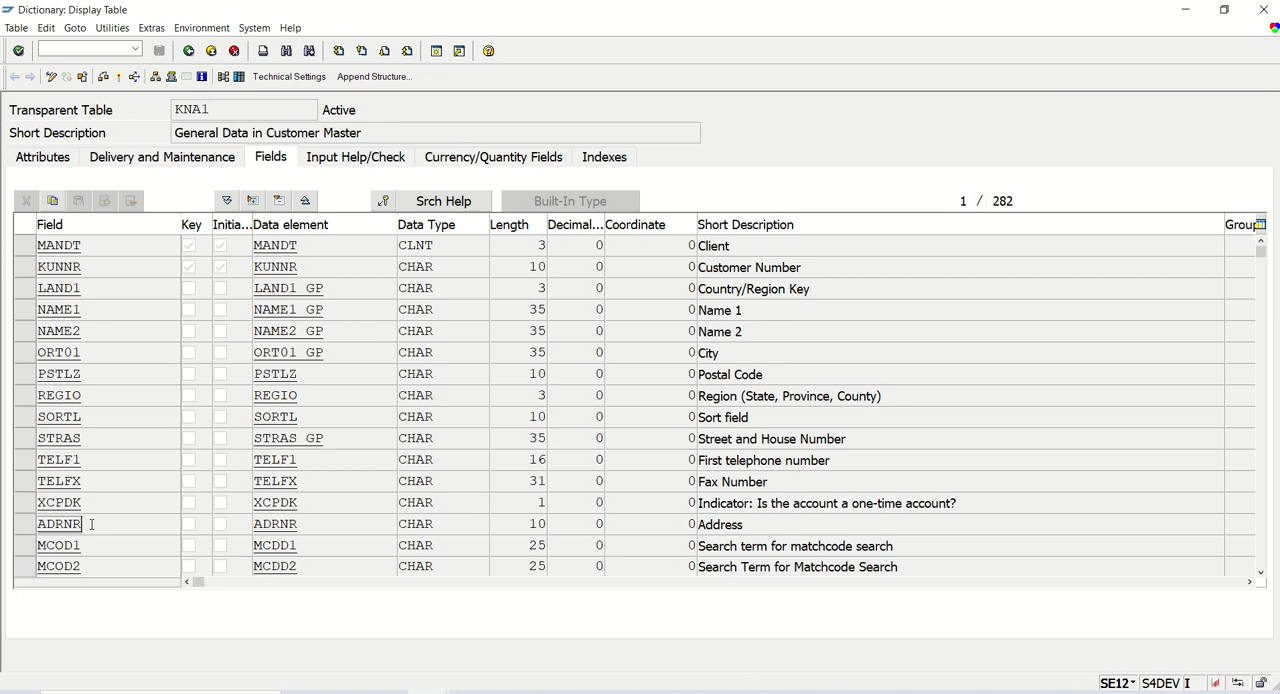 Dictionary: Display Table
Table Edit Goto Utilities Extras Environment System Help
Technical Settings Append Structure...
Transparent Table KNA1 Active
Short Description General Data in Customer Master
Attributes Delivery and Maintenance Fields Input Help/Check Currency/Quantity Fields Indexes
Srch Help Built-In Type 1 / 282
Field Key Initia... Data element Data Type Length Decimal... Coordinate Short Description Group
MANDT MANDT CLNT 3 0 0 Client
KUNNR KUNNR CHAR 10 0 0 Customer Number
LAND1 LAND1_GP CHAR 3 0 0 Country/Region Key
NAME1 NAME1_GP CHAR 35 0 0 Name 1
NAME2 NAME2_GP CHAR 35 0 0 Name 2
ORT01 ORT01_GP CHAR 35 0 0 City
PSTLZ PSTLZ CHAR 10 0 0 Postal Code
REGIO REGIO CHAR 3 0 0 Region (State, Province, County)
SORTL SORTL CHAR 10 0 0 Sort field
STRAS STRAS_GP CHAR 35 0 0 Street and House Number
TELF1 TELF1 CHAR 16 0 0 First telephone number
TELFX TELFX CHAR 31 0 0 Fax Number
XCPDK XCPDK CHAR 1 0 0 Indicator: Is the account a one-time account?
ADRNR ADRNR CHAR 10 0 0 Address
MCOD1 MCDD1 CHAR 25 0 0 Search term for matchcode search
MCOD2 MCDD2 CHAR 25 0 0 Search Term for Matchcode Search
SE12 S4DEV I